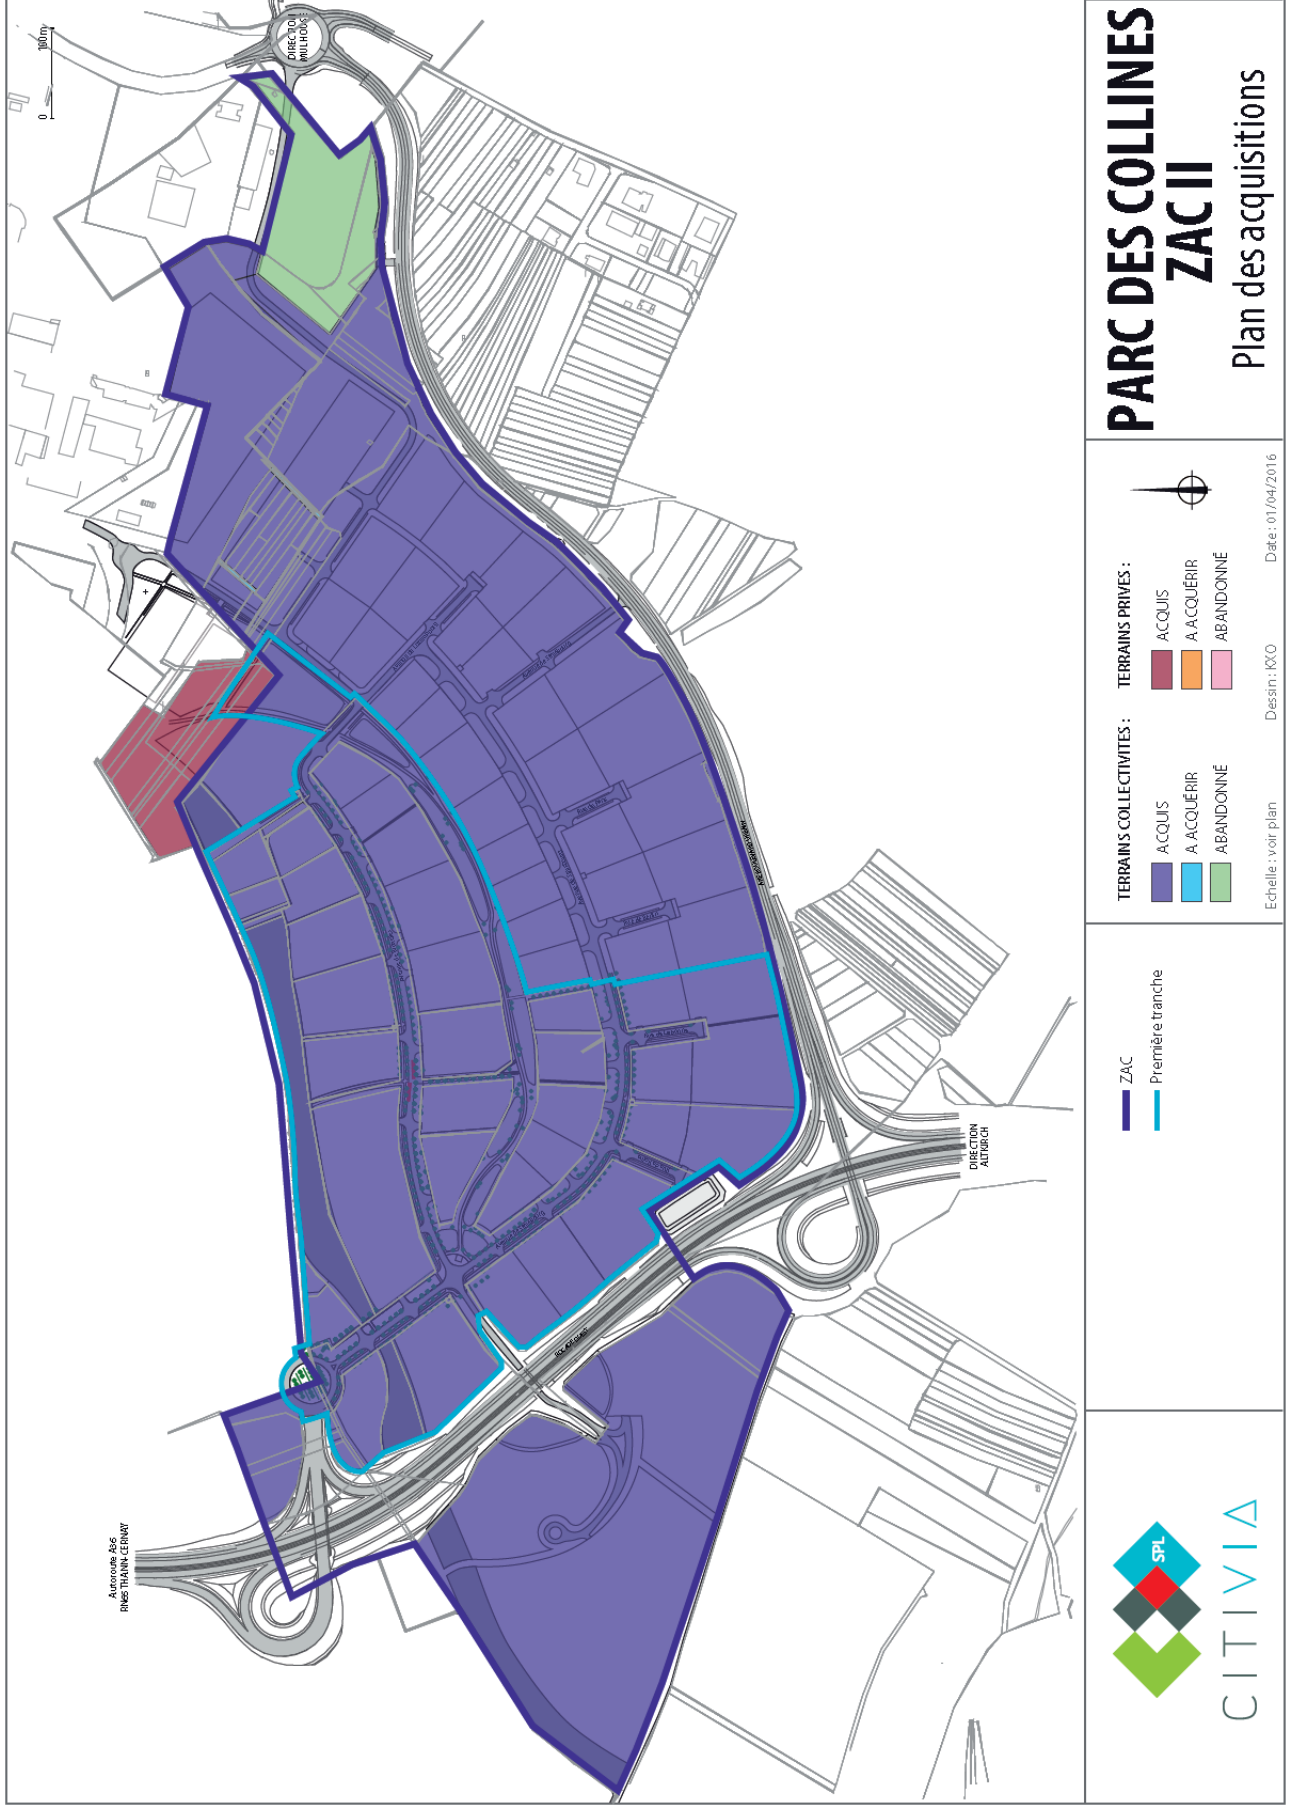 PARC DES COLLINES
ZAC II
Plan des acquisitions
TERRAINS COLLECTIVITES :
ACQUIS
A ACQUÉRIR
ABANDONNÉ
TERRAINS PRIVES :
ACQUIS
A ACQUÉRIR
ABANDONNÉ
Echelle : voir plan
Dessin : KXO
Date : 01/04/2016
ZAC
Première tranche
SPL
CITIVIA
Autoroute A36
RN66 THANN-CERNAY
DIRECTION
ALTKIRCH
DIRECTION
MULHOUSE
0
100m